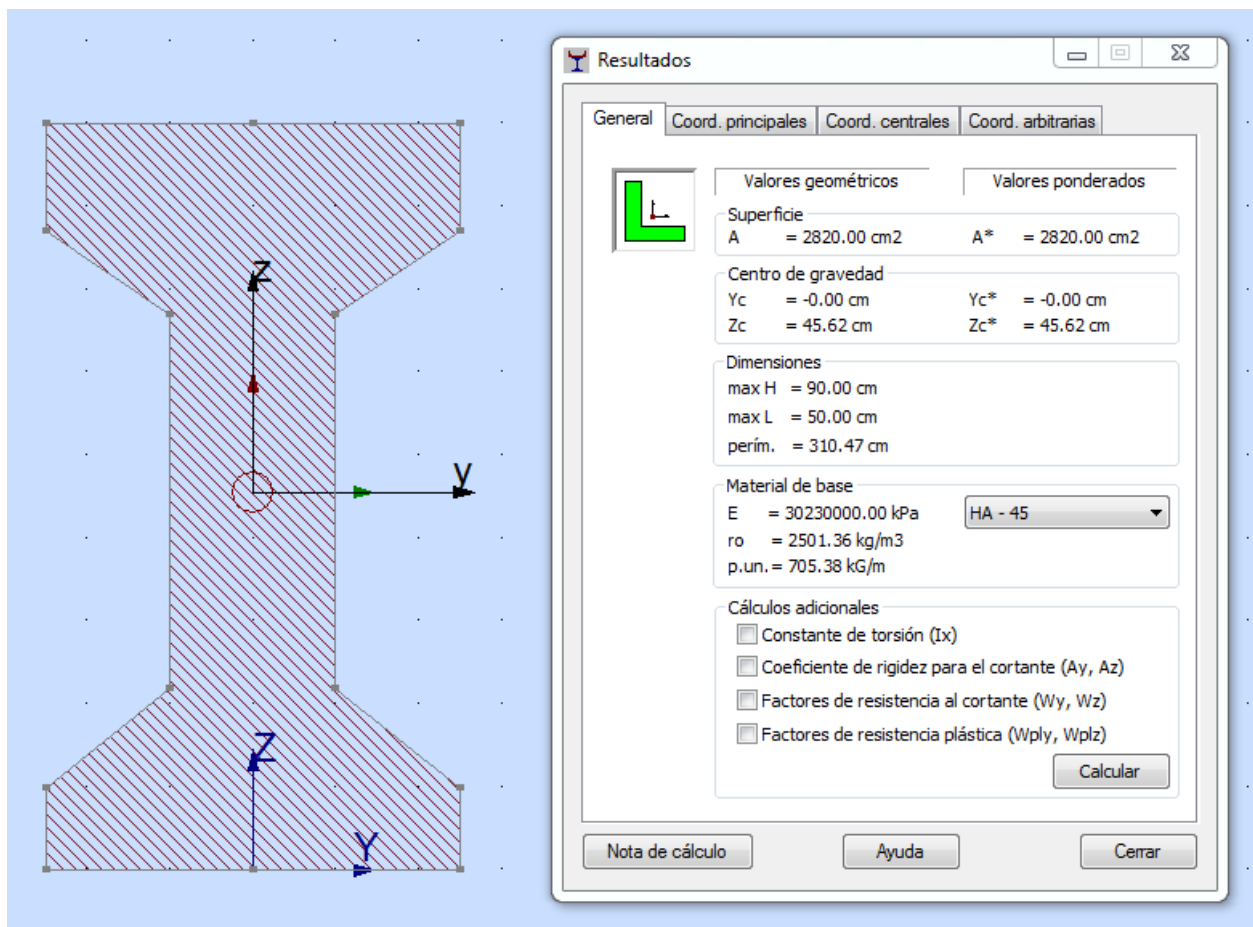 Resultados
General Coord. principales Coord. centrales Coord. arbitrarias
Valores geométricos Valores ponderados
Superficie
A = 2820.00 cm2 A* = 2820.00 cm2
Centro de gravedad
Yc = -0.00 cm Yc* = -0.00 cm
Zc = 45.62 cm Zc* = 45.62 cm
Dimensiones
max H = 90.00 cm
max L = 50.00 cm
perím. = 310.47 cm
Material de base
E = 30230000.00 kPa HA - 45
ro = 2501.36 kg/m3
p.un. = 705.38 kG/m
Cálculos adicionales
Constante de torsión (Ix)
Coeficiente de rigidez para el cortante (Ay, Az)
Factores de resistencia al cortante (Wy, Wz)
Factores de resistencia plástica (Wply, Wplz)
Calcular
Nota de cálculo Ayuda Cerrar
z
y
Z
Y